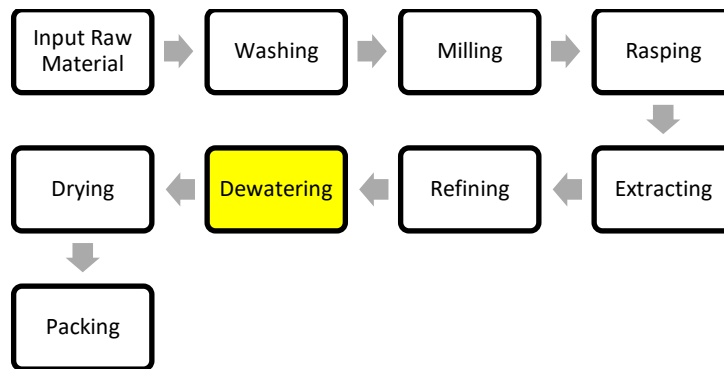 Input Raw
Material
Washing
Milling
Rasping
Extracting
Refining
Dewatering
Drying
Packing